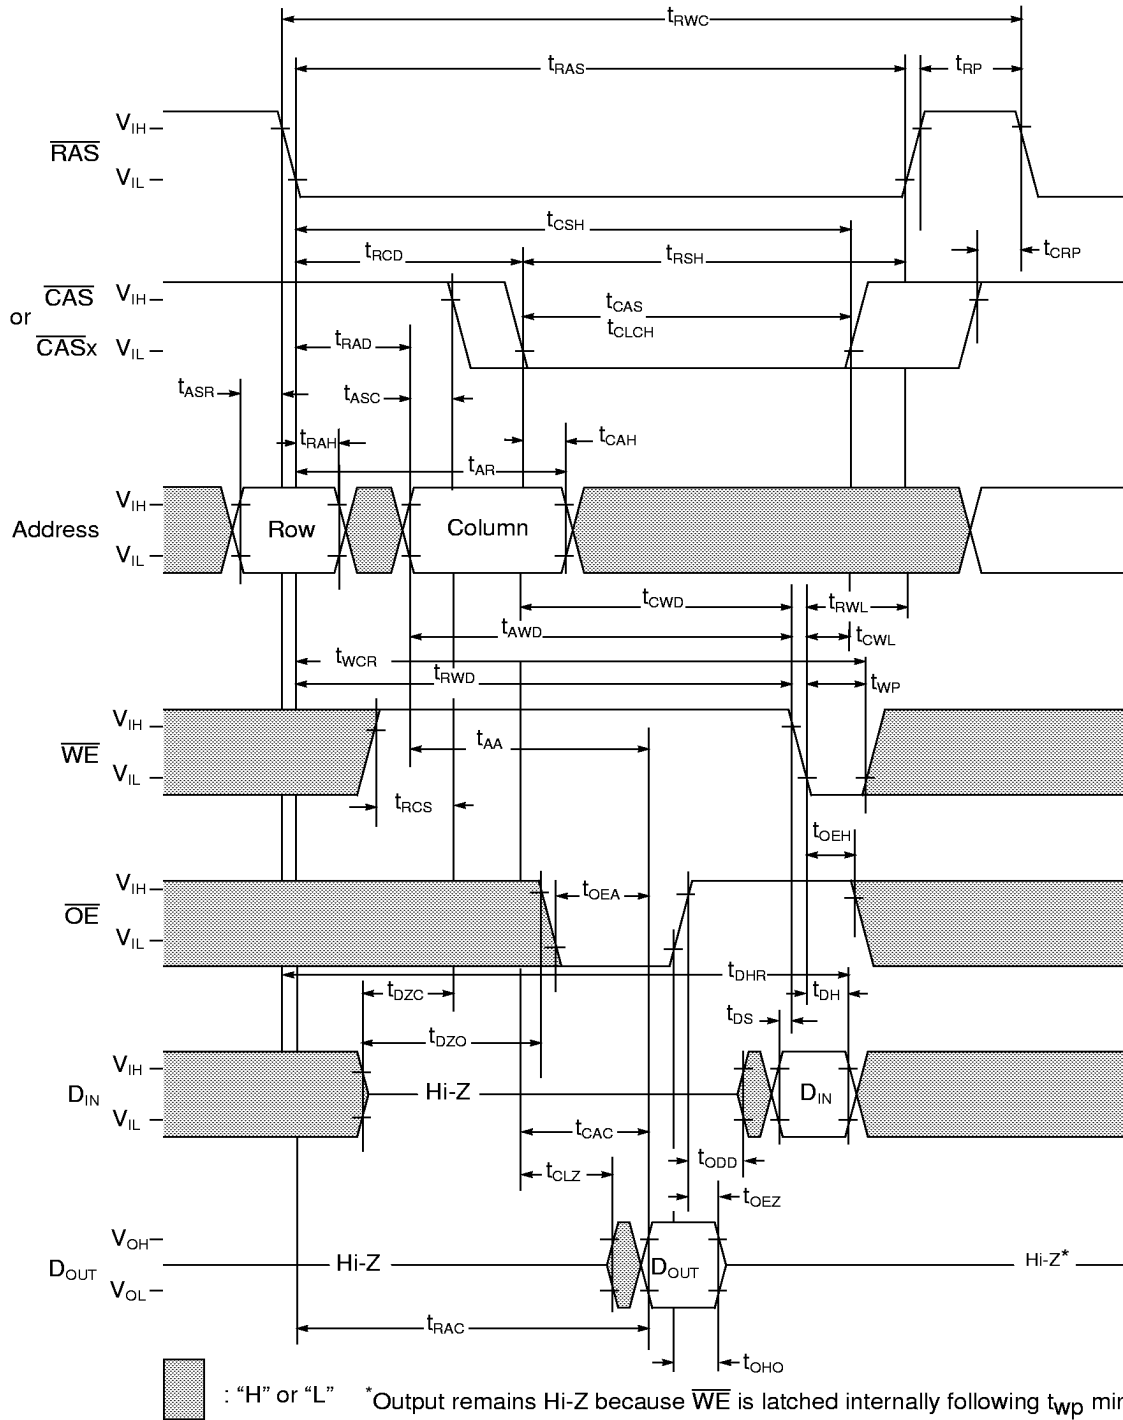 tRWC
tRAS
tRP
VIH
RAS
VIL
tCSH
tRCD
tRSH
tCRP
CAS
VIH
or
CASx
VIL
tCAS
tCLCH
tRAD
tASR
tASC
tRAH
tCAH
tAR
VIH
Address
Row
Column
VIL
tCWD
tRWL
tAWD
tCWL
tWCR
tRWD
tWP
VIH
WE
VIL
tAA
tRCS
tOEH
VIH
OE
VIL
tOEA
tDHR
tDZC
tDH
tDS
tDZO
VIH
DIN
Hi-Z
DIN
VIL
tCAC
tODD
tCLZ
tOEZ
VOH
DOUT
Hi-Z
DOUT
Hi-Z*
VOL
tRAC
tOHO
: “H” or “L” *Output remains Hi-Z because WE is latched internally following twp min